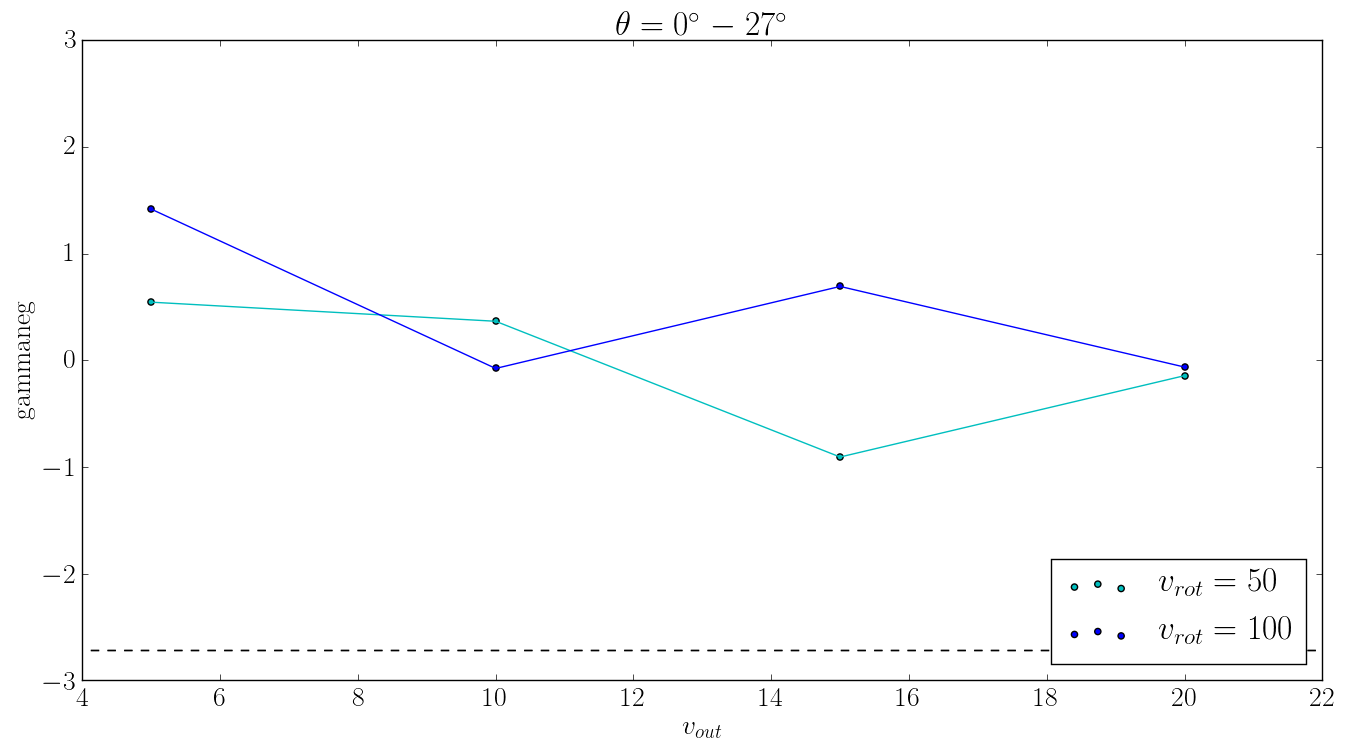 θ = 0° − 27°
3
2
1
0
−1
−2
−3
gammaneg
4 6 8 10 12 14 16 18 20 22
v_out
v_rot = 50
v_rot = 100